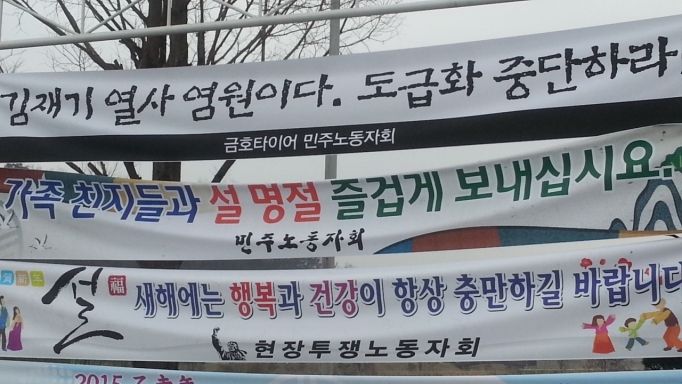 김재기 열사 염원이다. 도급화 중단하라
금호타이어 민주노동자회
가족 친지들과 설 명절 즐겁게 보내십시요.
민주노동자회
설 福 새해에는 행복과 건강이 항상 충만하길 바랍니다
현장투쟁노동자회
2015